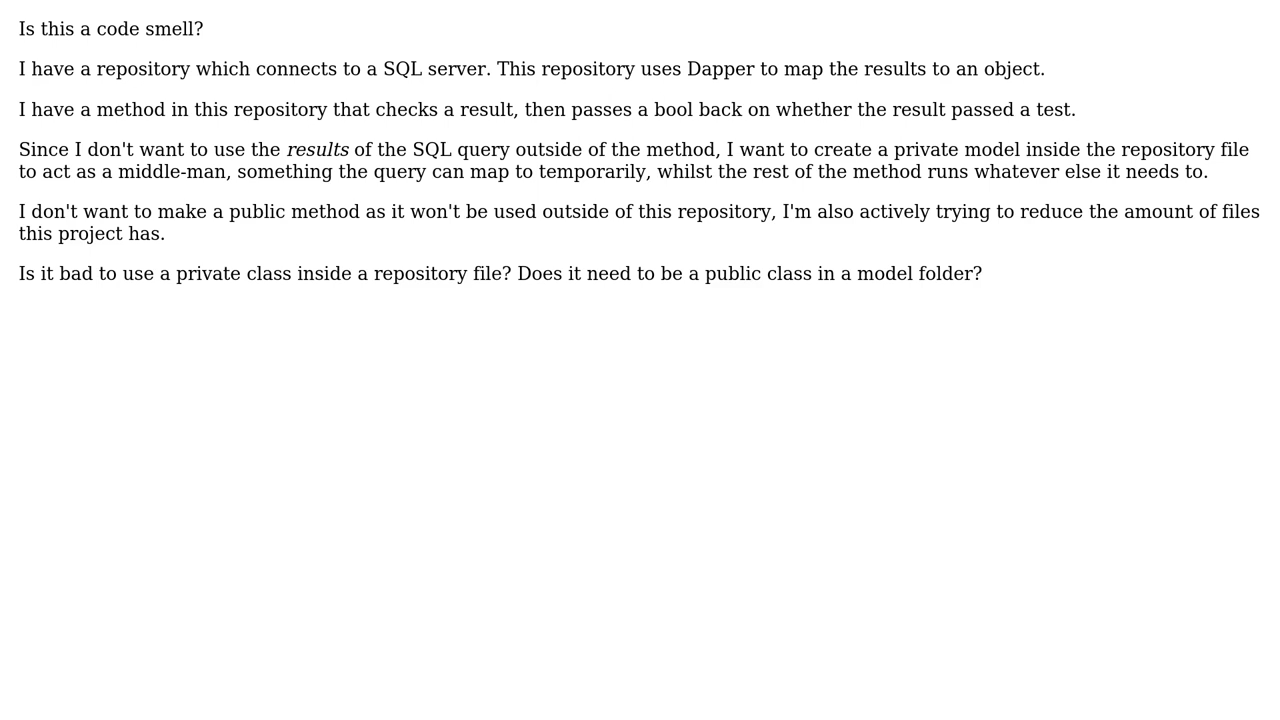 Is this a code smell?
I have a repository which connects to a SQL server. This repository uses Dapper to map the results to an object.
I have a method in this repository that checks a result, then passes a bool back on whether the result passed a test.
Since I don't want to use the results of the SQL query outside of the method, I want to create a private model inside the repository file
to act as a middle-man, something the query can map to temporarily, whilst the rest of the method runs whatever else it needs to.
I don't want to make a public method as it won't be used outside of this repository, I'm also actively trying to reduce the amount of files
this project has.
Is it bad to use a private class inside a repository file? Does it need to be a public class in a model folder?